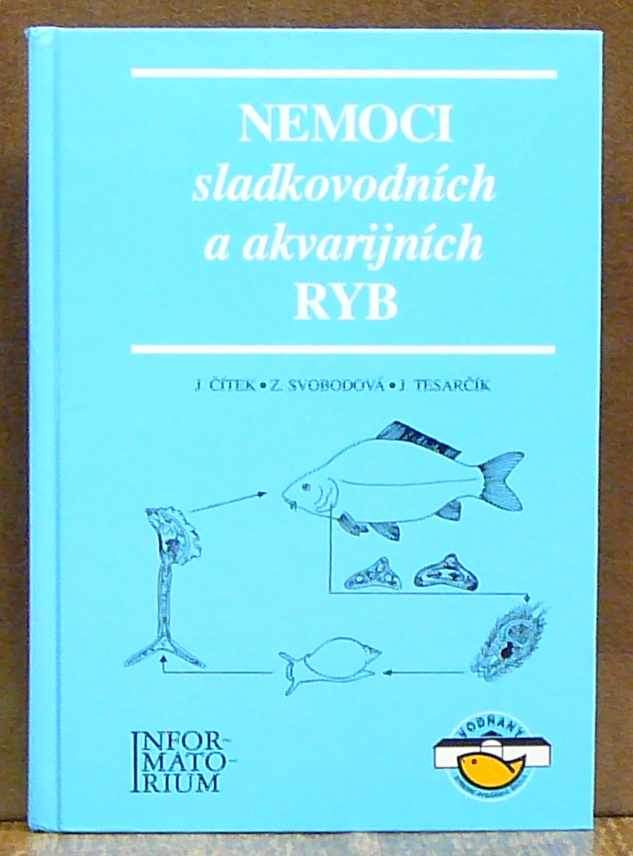 NEMOCI
sladkovodních
a akvarijních
RYB
J. ČÍTEK • Z. SVOBODOVÁ • J. TESARČÍK
INFOR-
MATO-
RIUM
VODŇANY